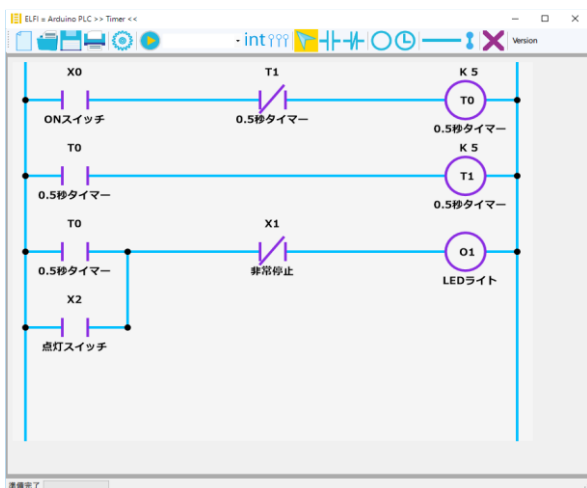 ELFI = Arduino PLC >> Timer <<
int
Version
X0 T1 K 5
T0
ONスイッチ 0.5秒タイマー 0.5秒タイマー
T0 K 5
T1
0.5秒タイマー 0.5秒タイマー
T0 X1
O1
0.5秒タイマー 非常停止 LEDライト
X2
点灯スイッチ
準備完了